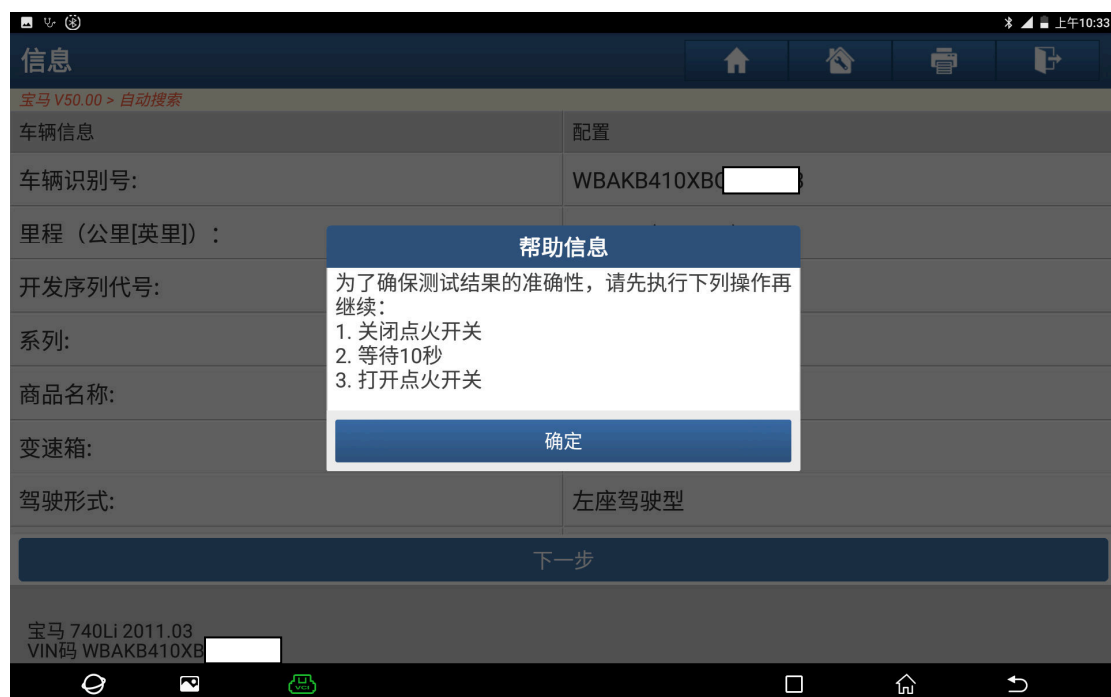 上午10:33
信息
宝马 V50.00 > 自动搜索
车辆信息 配置
车辆识别号: WBAKB410XB
里程（公里[英里]）:
帮助信息
为了确保测试结果的准确性，请先执行下列操作再
继续：
1. 关闭点火开关
2. 等待10秒
3. 打开点火开关
确定
开发序列代号:
系列:
商品名称:
变速箱:
驾驶形式: 左座驾驶型
下一步
宝马 740Li 2011.03
VIN码 WBAKB410XB
VCI